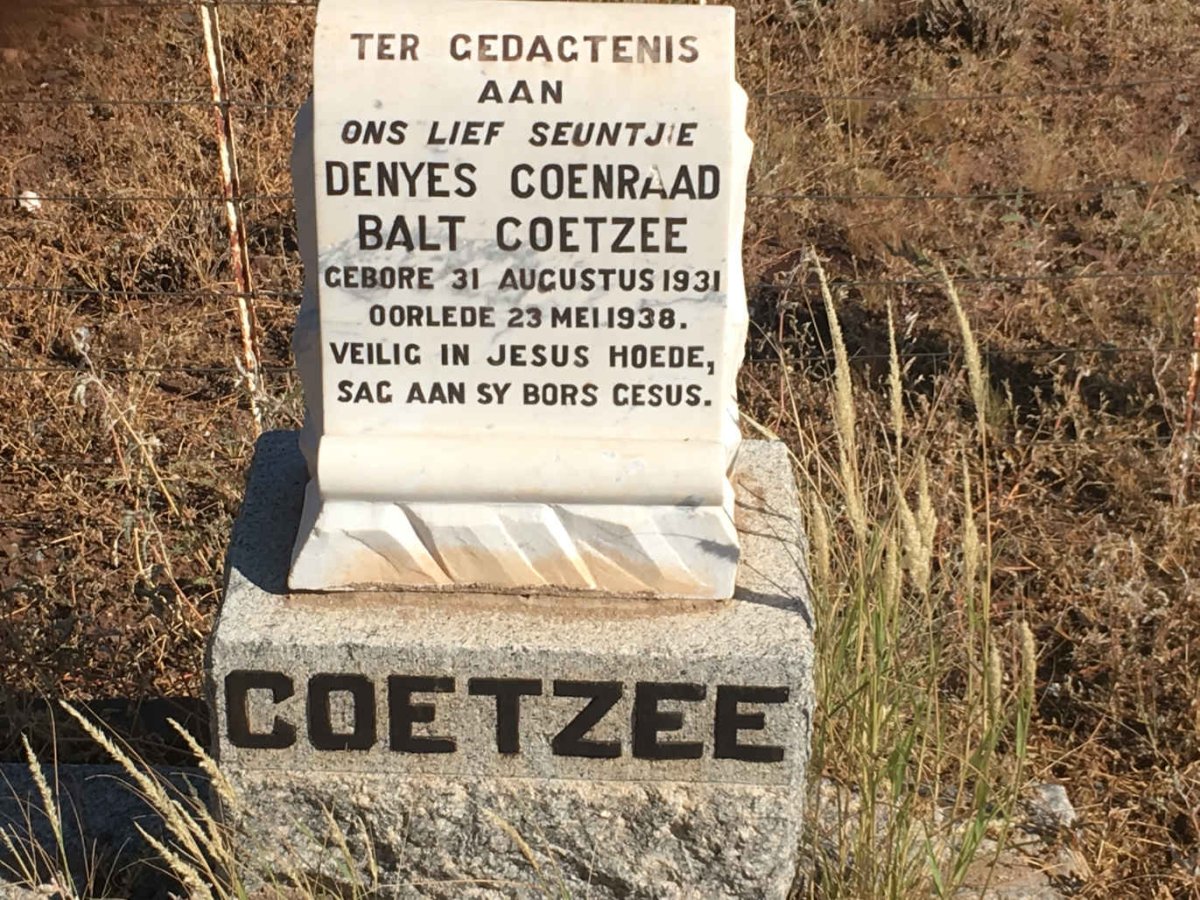 TER GEDAGTENIS
AAN
ONS LIEF SEUNTJIE
DENYES COENRAAD
BALT COETZEE
GEBORE 31 AUGUSTUS 1931
OORLEDE 23 MEI 1938.
VEILIG IN JESUS HOEDE,
SAG AAN SY BORS GESUS.
COETZEE